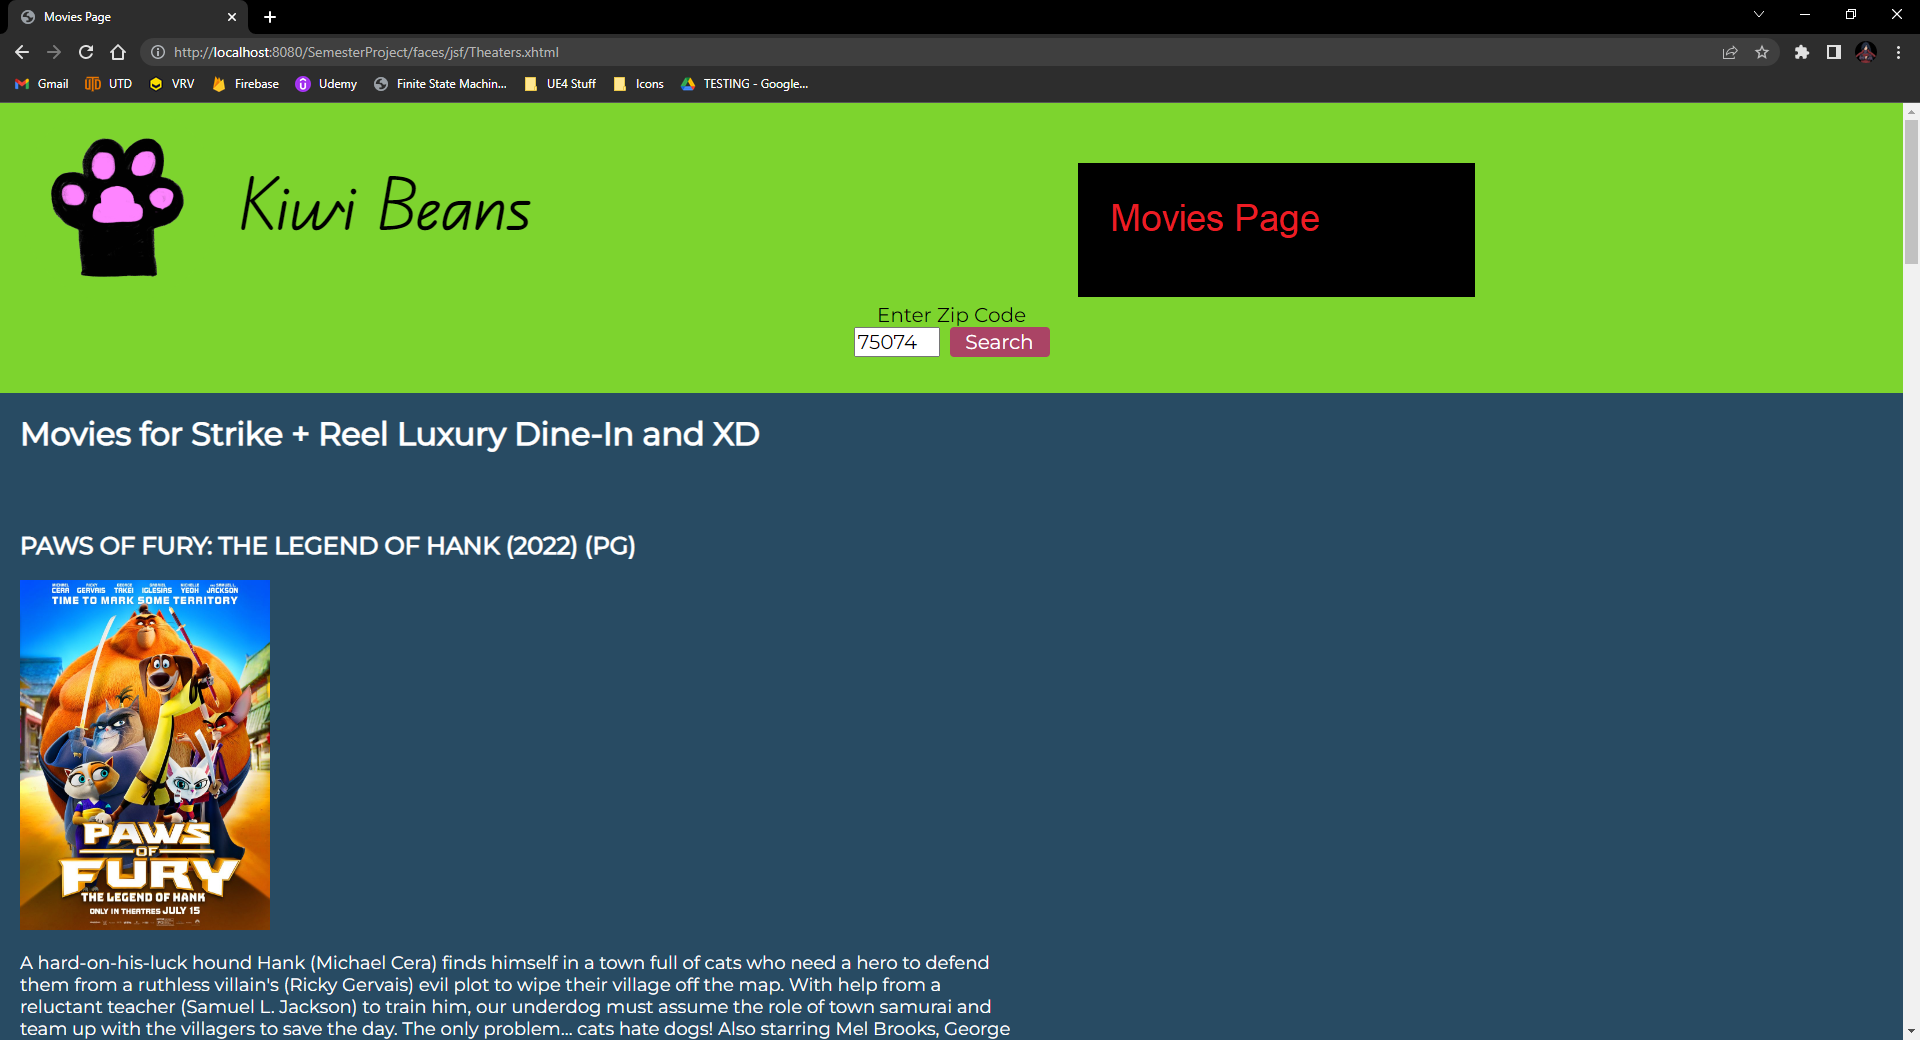 Movies Page
http://localhost:8080/SemesterProject/faces/jsf/Theaters.xhtml
Gmail UTD VRV Firebase Udemy Finite State Machin... UE4 Stuff Icons TESTING - Google...
Kiwi Beans
Movies Page
Enter Zip Code
75074 Search
Movies for Strike + Reel Luxury Dine-In and XD
PAWS OF FURY: THE LEGEND OF HANK (2022) (PG)
MICHAEL CERA RICKY GERVAIS GEORGE TAKEI GABRIEL IGLESIAS MICHELLE YEOH AND SAMUEL L. JACKSON
TIME TO MARK SOME TERRITORY
PAWS
OF
FURY
THE LEGEND OF HANK
ONLY IN THEATRES JULY 15
A hard-on-his-luck hound Hank (Michael Cera) finds himself in a town full of cats who need a hero to defend
them from a ruthless villain's (Ricky Gervais) evil plot to wipe their village off the map. With help from a
reluctant teacher (Samuel L. Jackson) to train him, our underdog must assume the role of town samurai and
team up with the villagers to save the day. The only problem... cats hate dogs! Also starring Mel Brooks, George